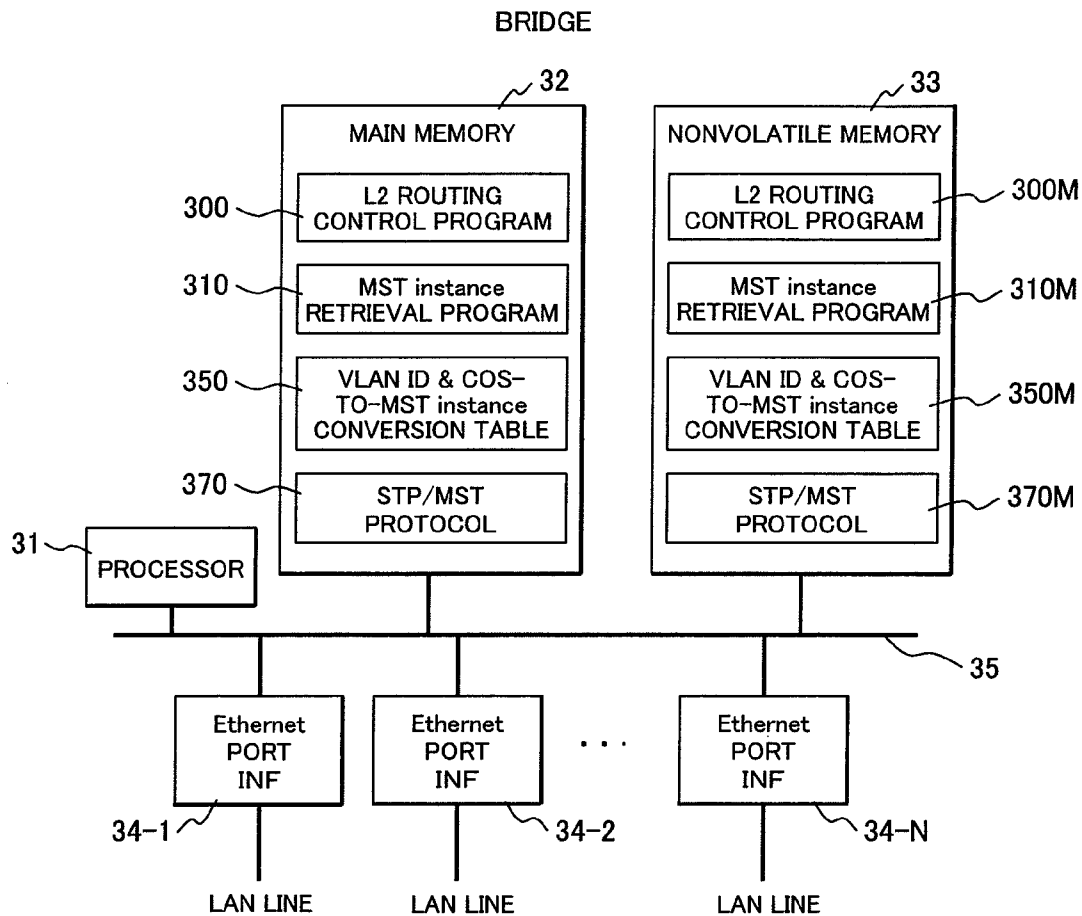 BRIDGE
32
33
MAIN MEMORY
NONVOLATILE MEMORY
300
L2 ROUTING
CONTROL PROGRAM
L2 ROUTING
CONTROL PROGRAM
300M
310
MST instance
RETRIEVAL PROGRAM
MST instance
RETRIEVAL PROGRAM
310M
350
VLAN ID & COS-
TO-MST instance
CONVERSION TABLE
VLAN ID & COS-
TO-MST instance
CONVERSION TABLE
350M
370
STP/MST
PROTOCOL
STP/MST
PROTOCOL
370M
31
PROCESSOR
35
Ethernet
PORT
INF
Ethernet
PORT
INF
. . .
Ethernet
PORT
INF
34-1
34-2
34-N
LAN LINE
LAN LINE
LAN LINE